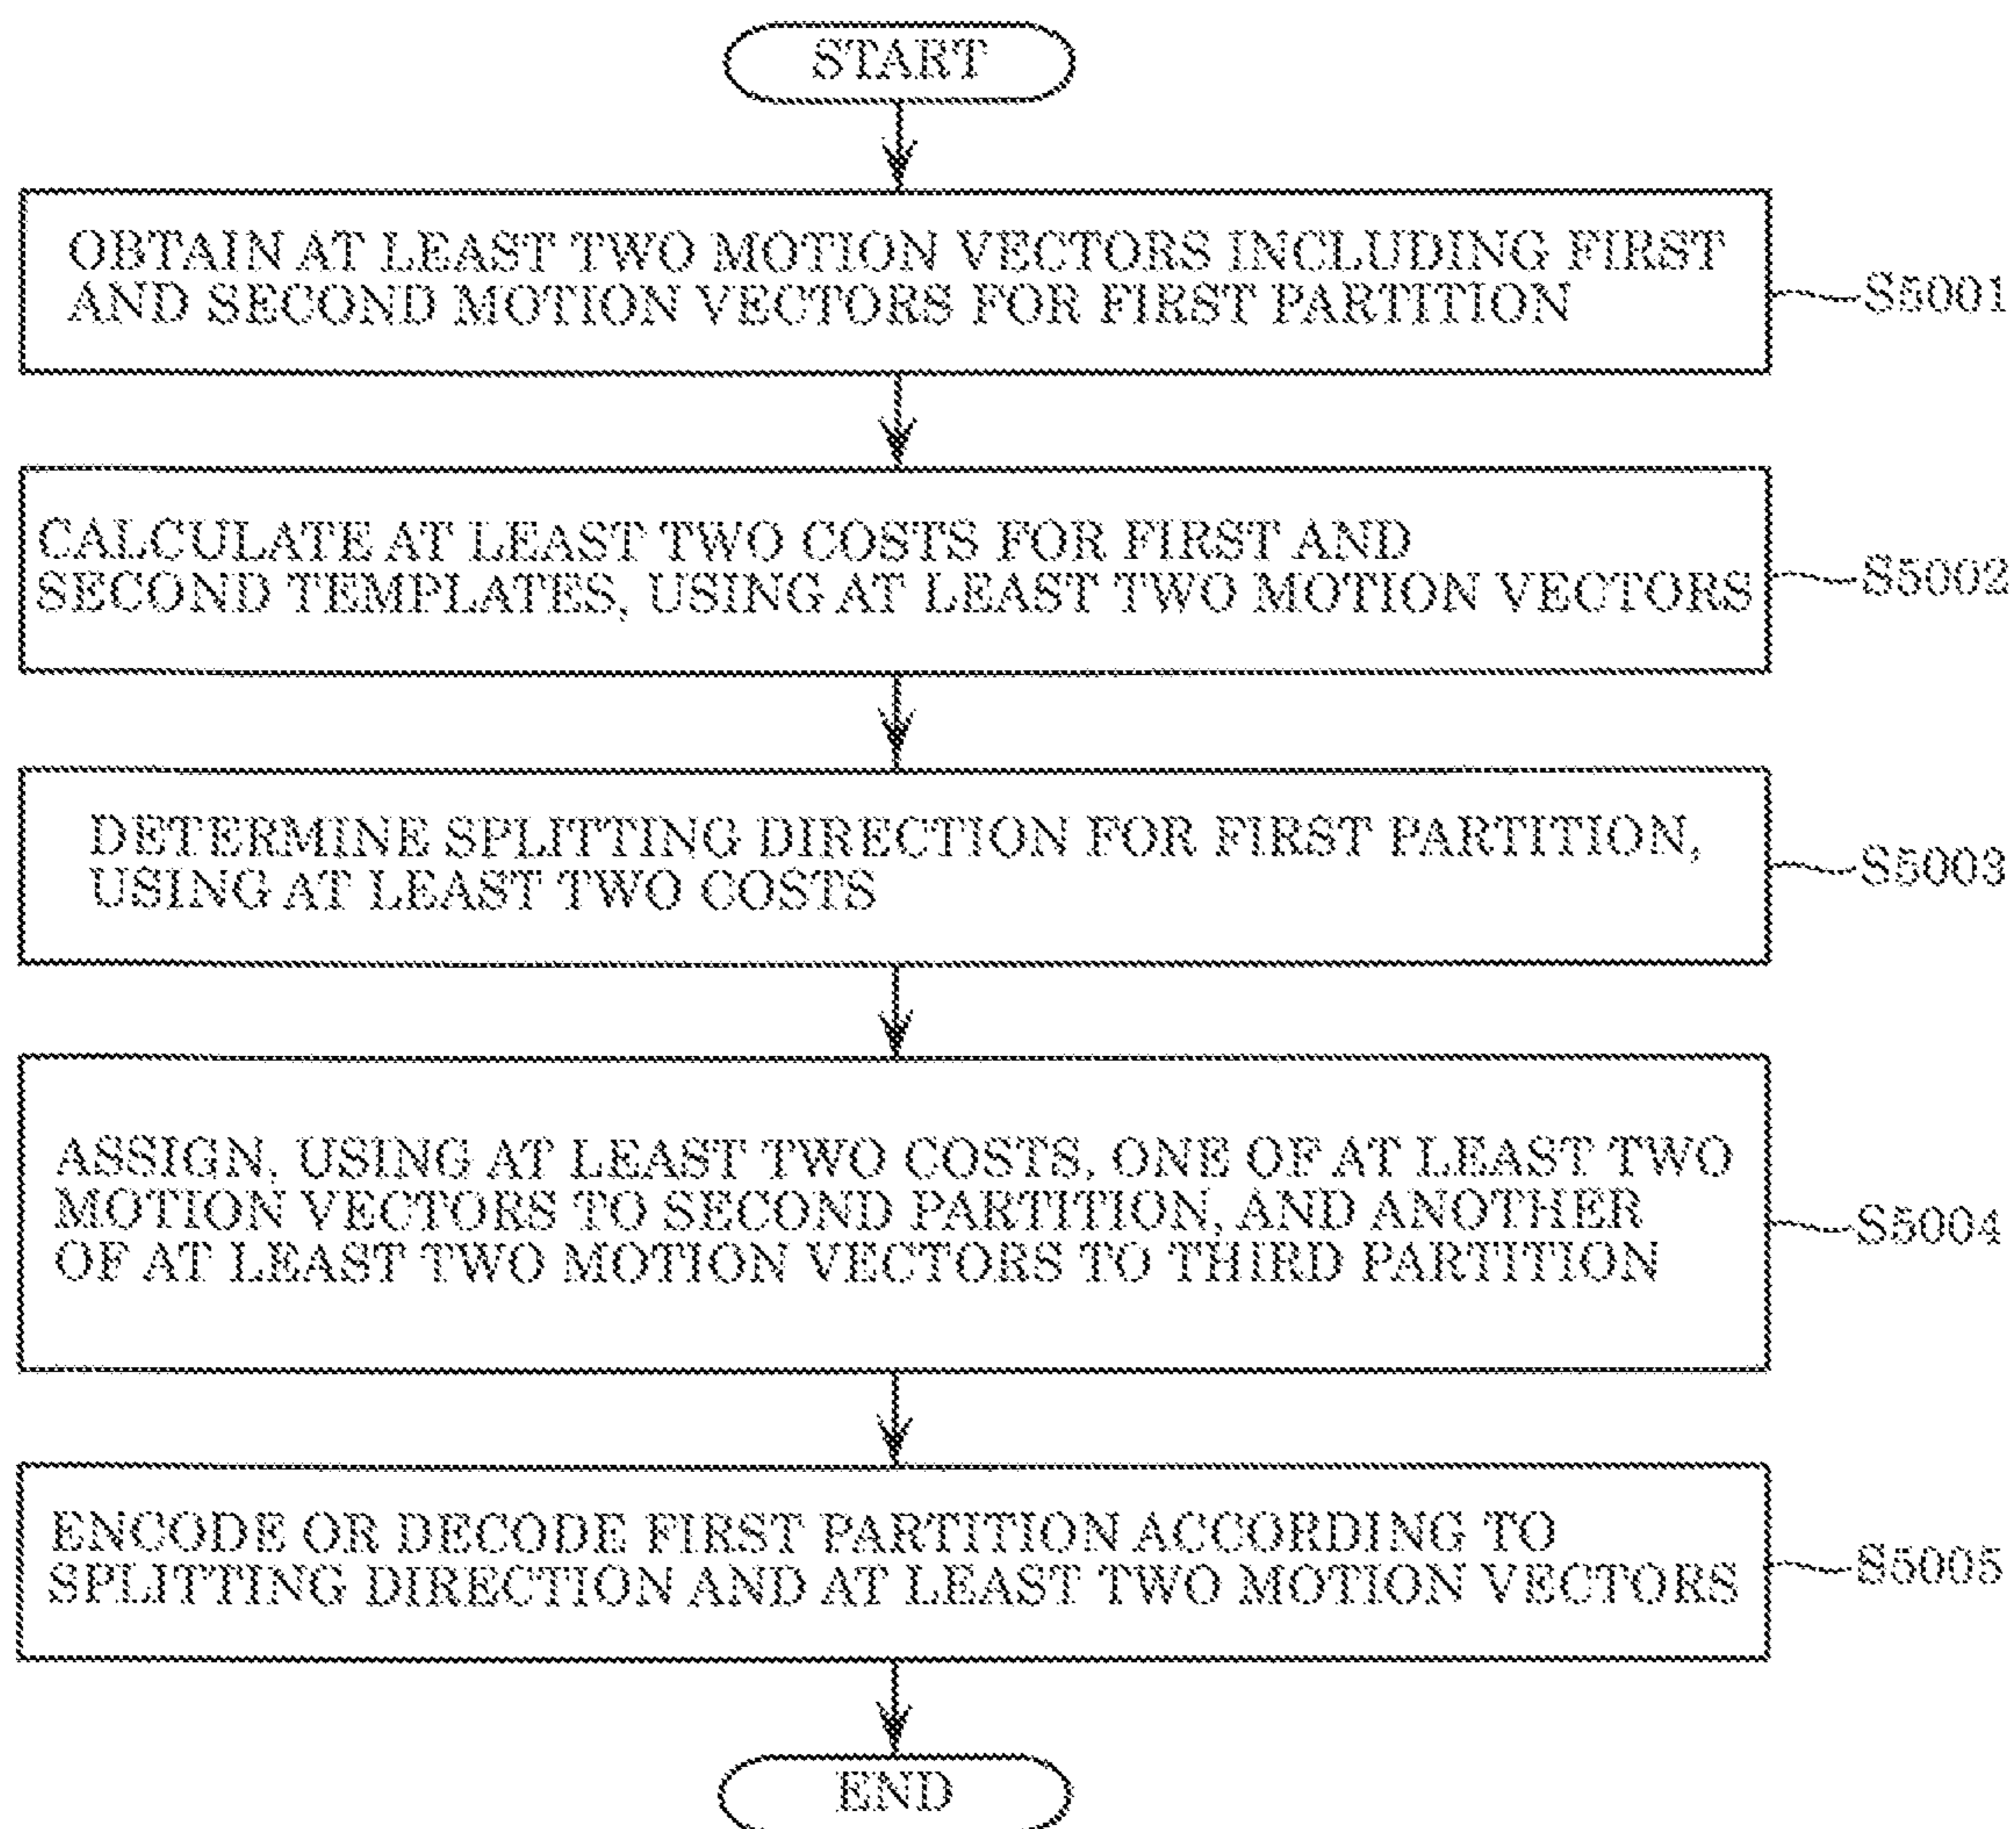 START
OBTAIN AT LEAST TWO MOTION VECTORS INCLUDING FIRST
AND SECOND MOTION VECTORS FOR FIRST PARTITION
S5001
CALCULATE AT LEAST TWO COSTS FOR FIRST AND
SECOND TEMPLATES, USING AT LEAST TWO MOTION VECTORS
S5002
DETERMINE SPLITTING DIRECTION FOR FIRST PARTITION,
USING AT LEAST TWO COSTS
S5003
ASSIGN, USING AT LEAST TWO COSTS, ONE OF AT LEAST TWO
MOTION VECTORS TO SECOND PARTITION, AND ANOTHER
OF AT LEAST TWO MOTION VECTORS TO THIRD PARTITION
S5004
ENCODE OR DECODE FIRST PARTITION ACCORDING TO
SPLITTING DIRECTION AND AT LEAST TWO MOTION VECTORS
S5005
END